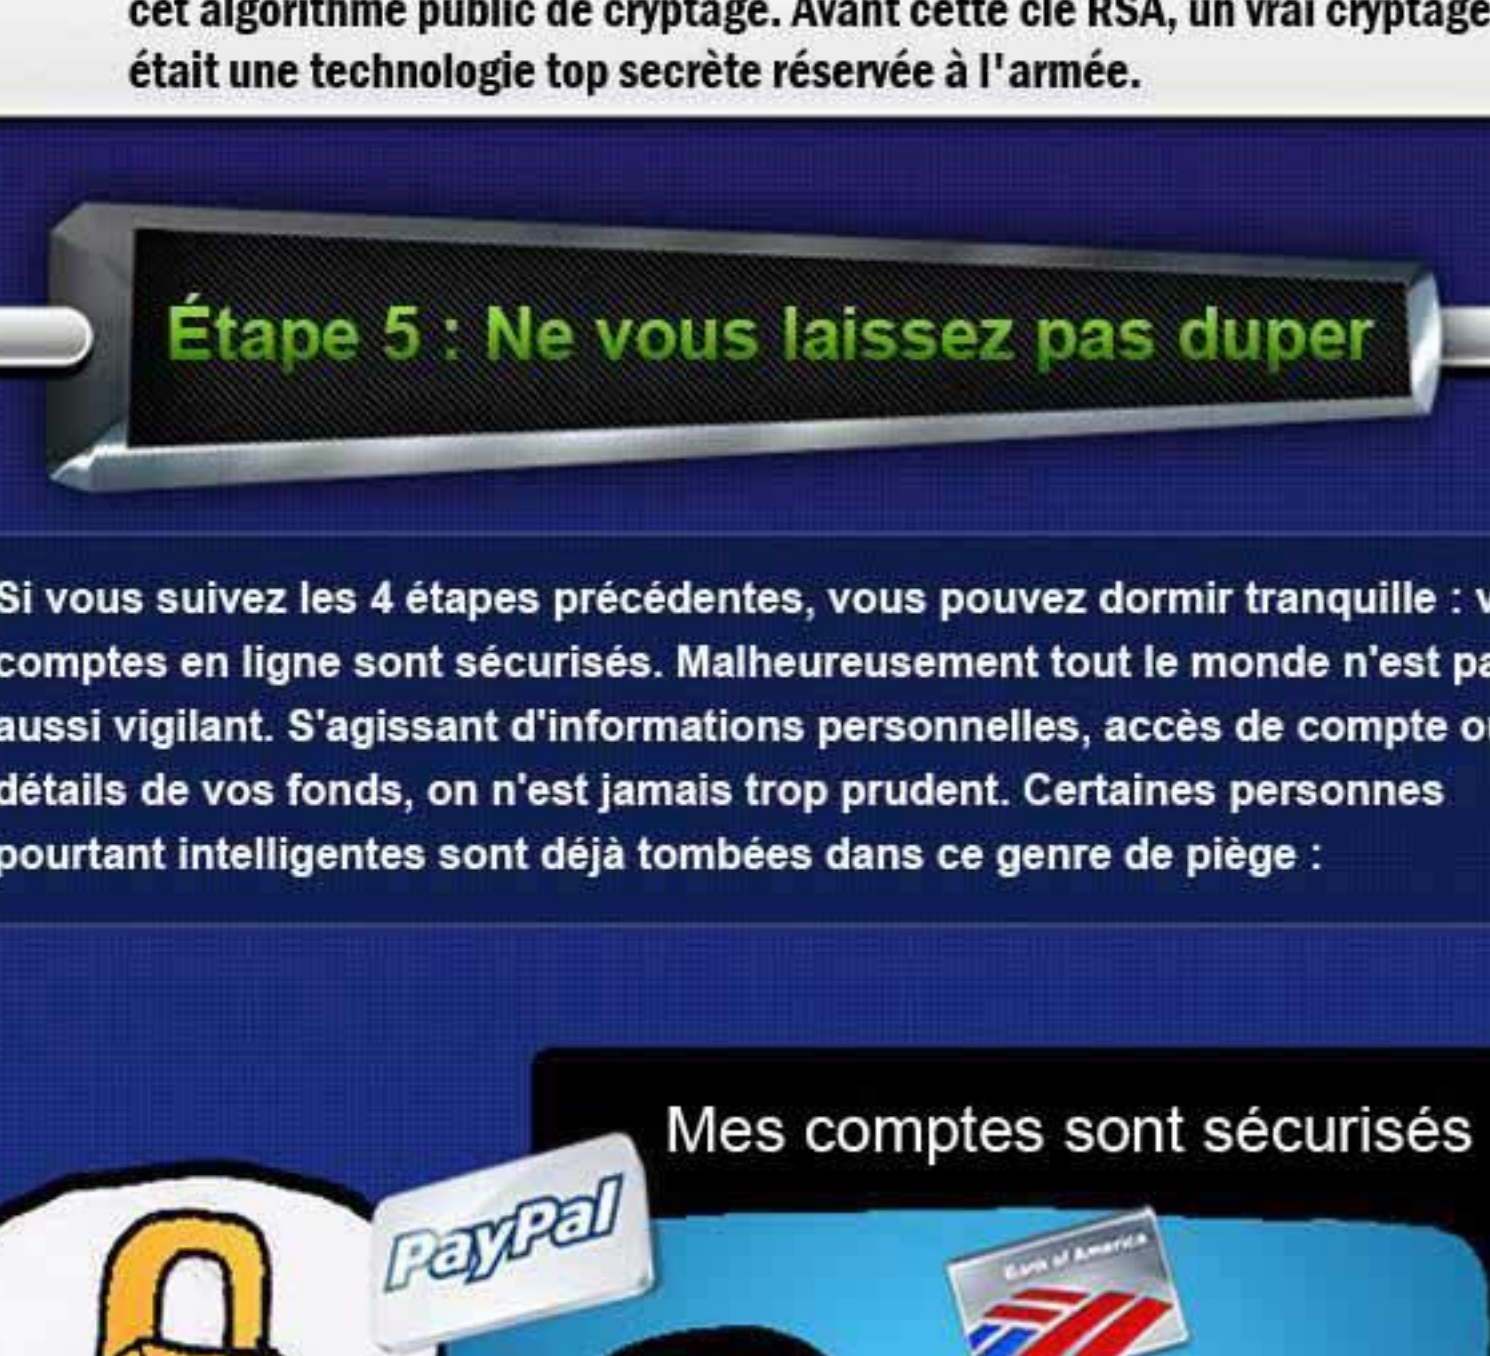 cet algorithme public de cryptage. Avant cette clé RSA, un vrai cryptage
était une technologie top secrète réservée à l'armée.
Étape 5 : Ne vous laissez pas duper
Si vous suivez les 4 étapes précédentes, vous pouvez dormir tranquille :
comptes en ligne sont sécurisés. Malheureusement tout le monde n'est
aussi vigilant. S'agissant d'informations personnelles, accès de compte
détails de vos fonds, on n'est jamais trop prudent. Certaines personnes
pourtant intelligentes sont déjà tombées dans ce genre de piège :
Mes comptes sont sécurisés
PayPal
Bank of America